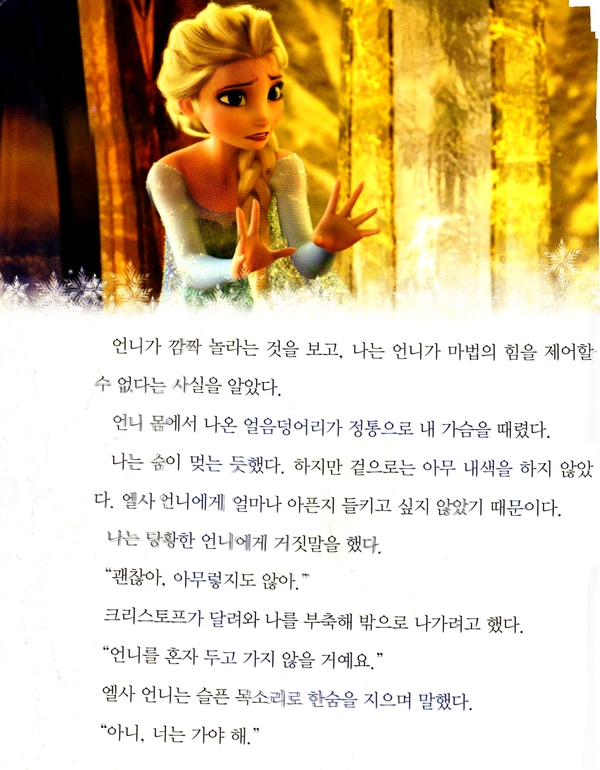 언니가 깜짝 놀라는 것을 보고, 나는 언니가 마법의 힘을 제어할
수 없다는 사실을 알았다.
언니 몸에서 나온 얼음덩어리가 정통으로 내 가슴을 때렸다.
나는 숨이 멎는 듯했다. 하지만 겉으로는 아무 내색을 하지 않았
다. 엘사 언니에게 얼마나 아픈지 들키고 싶지 않았기 때문이다.
나는 당황한 언니에게 거짓말을 했다.
“괜찮아, 아무렇지도 않아.”
크리스토프가 달려와 나를 부축해 밖으로 나가려고 했다.
“언니를 혼자 두고 가지 않을 거예요.”
엘사 언니는 슬픈 목소리로 한숨을 지으며 말했다.
“아니, 너는 가야 해.”